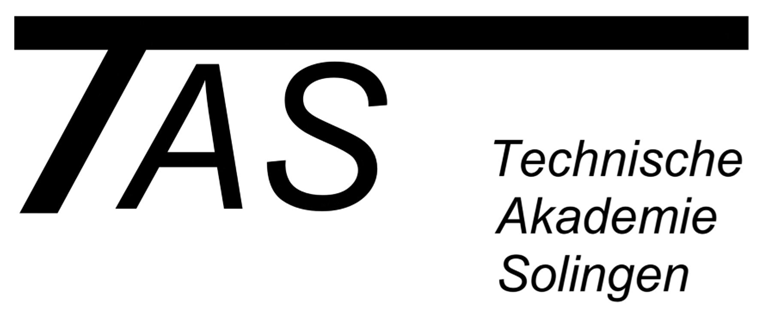 TAS
Technische
Akademie
Solingen